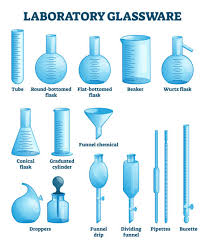 LABORATORY GLASSWARE
Tube
Round-bottomed
flask
Flat-bottomed
flask
Beaker
Wurtz flask
Conical
flask
Graduated
cylinder
Funnel chemical
Droppers
Funnel
drip
Dividing
funnel
Pipettes
Burette